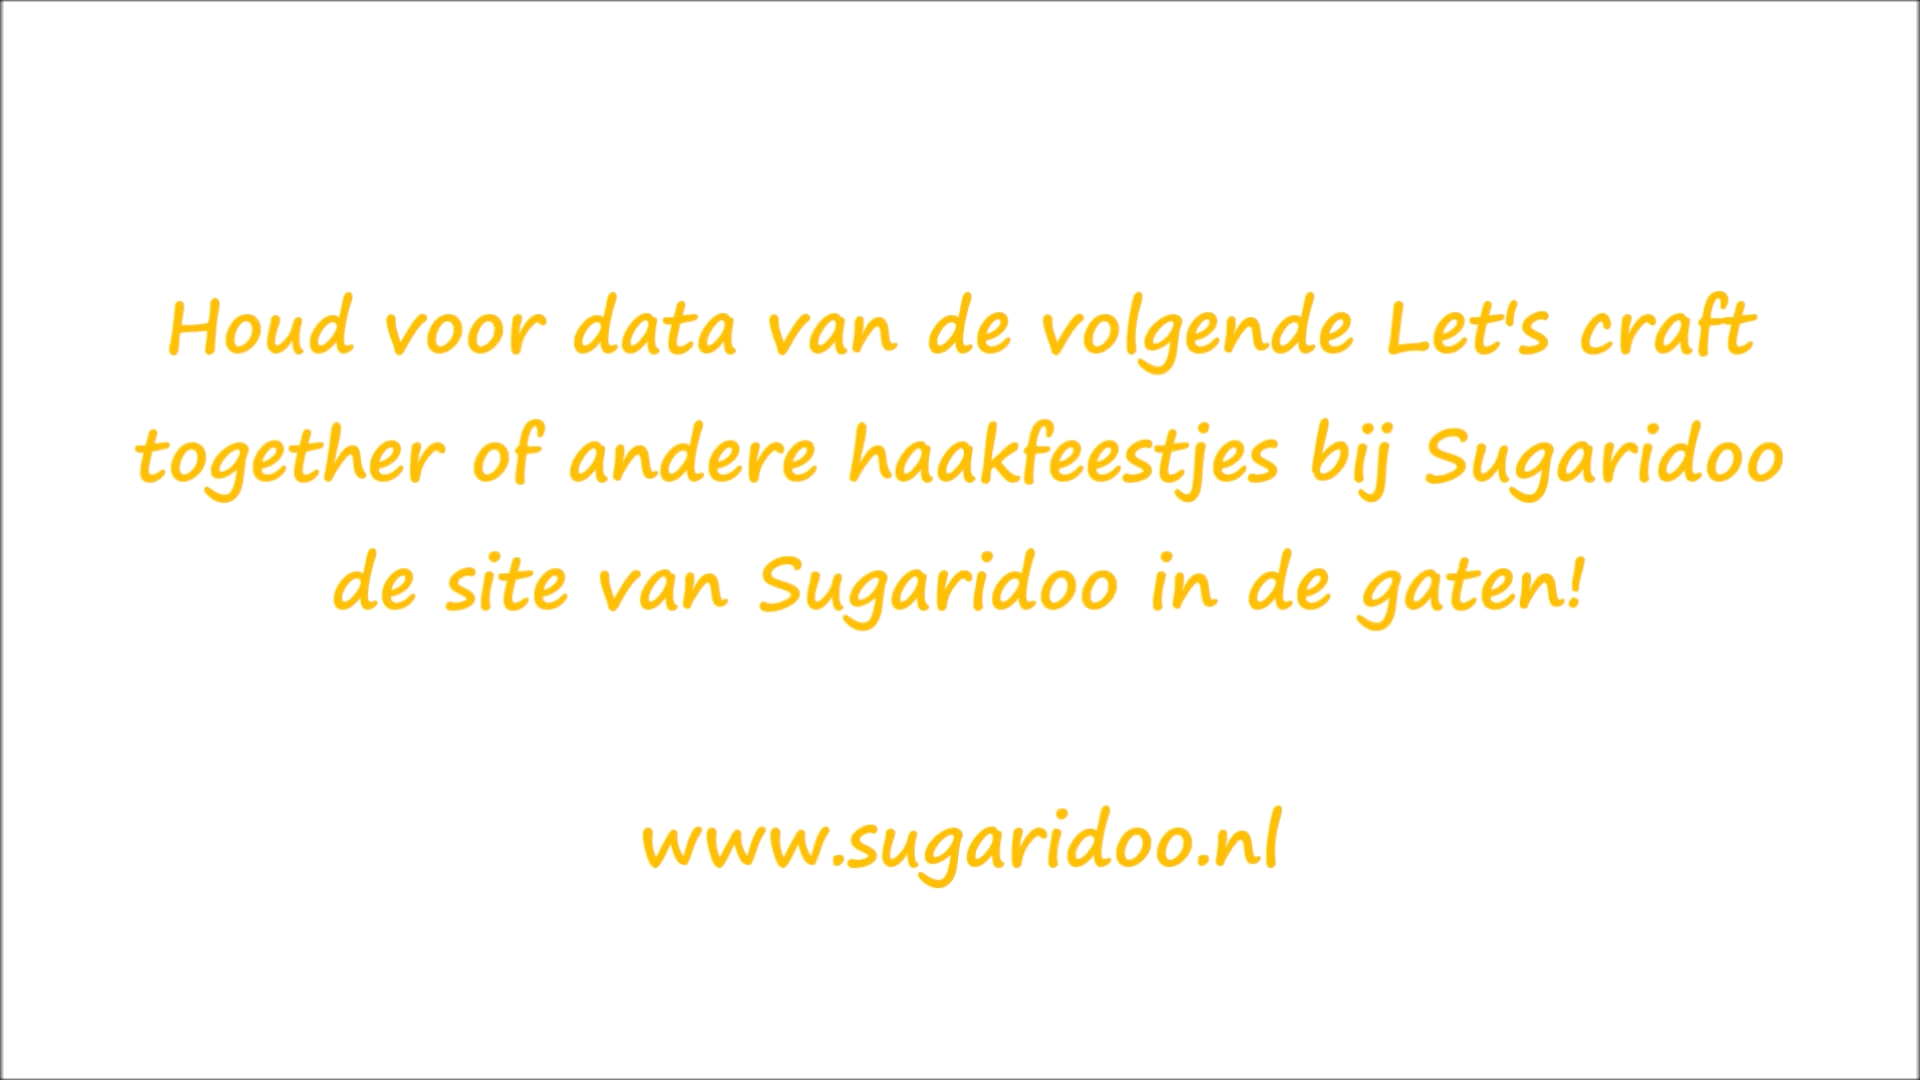 Houd voor data van de volgende Let's craft
together of andere haakfeestjes bij Sugaridoo
de site van Sugaridoo in de gaten!
www.sugaridoo.nl